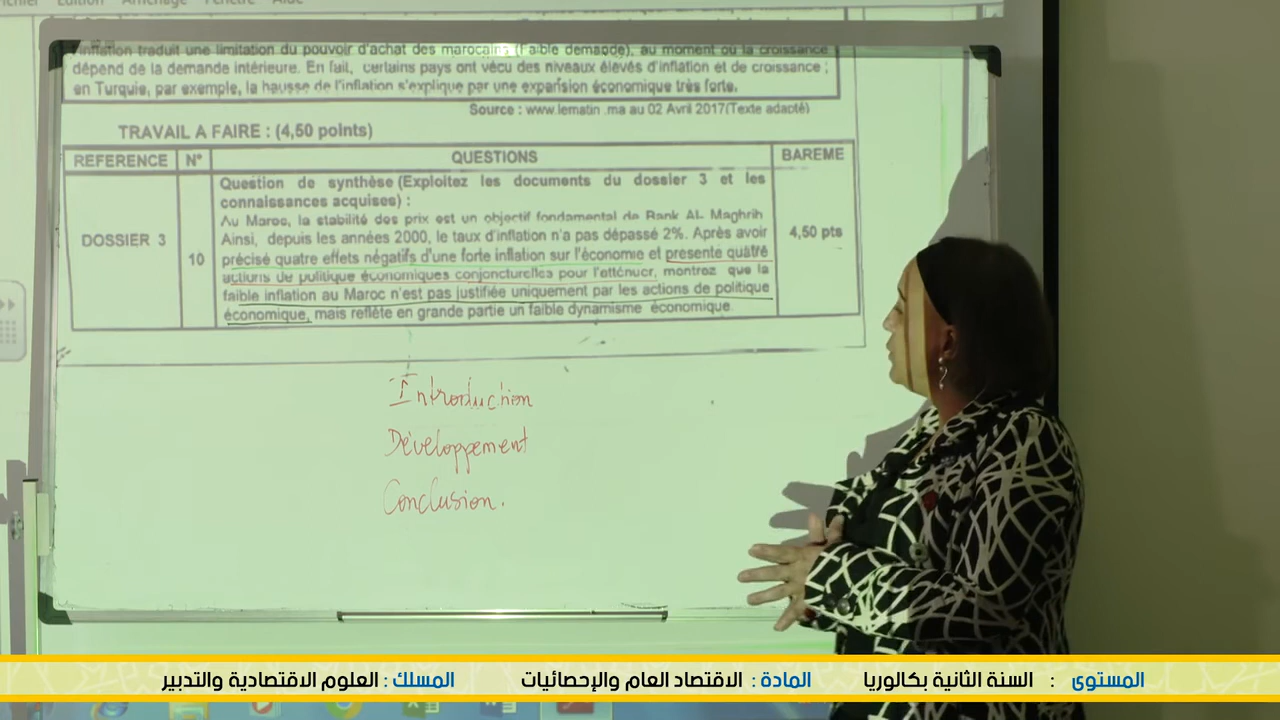 Fichier Edition Affichage Fenêtre Aide
inflation traduit une limitation du pouvoir d'achat des marocains (Faible demande), au moment où la croissance
dépend de la demande intérieure. En fait, certains pays ont vécu des niveaux élevés d'inflation et de croissance ;
en Turquie, par exemple, la hausse de l'inflation s'explique par une expansion économique très forte.
Source : www.lematin .ma au 02 Avril 2017(Texte adapté)
TRAVAIL A FAIRE : (4,50 points)
REFERENCE N° QUESTIONS BAREME
Question de synthèse (Exploitez les documents du dossier 3 et les
connaissances acquises) :
Au Maroc, la stabilité des prix est un objectif fondamental de Bank AL Maghrib.
Ainsi, depuis les années 2000, le taux d'inflation n'a pas dépassé 2%. Après avoir
précisé quatre effets négatifs d'une forte inflation sur l'économie et présenté quatre
actions de politique économiques conjoncturelles pour l'atténuer, montrez que la
faible inflation au Maroc n'est pas justifiée uniquement par les actions de politique
économique, mais reflète en grande partie un faible dynamisme économique.
DOSSIER 3
10
4,50 pts
Introduction
Développement
Conclusion.
المستوى : السنة الثانية بكالوريا المادة : الاقتصاد العام والإحصائيات المسلك : العلوم الاقتصادية والتدبير